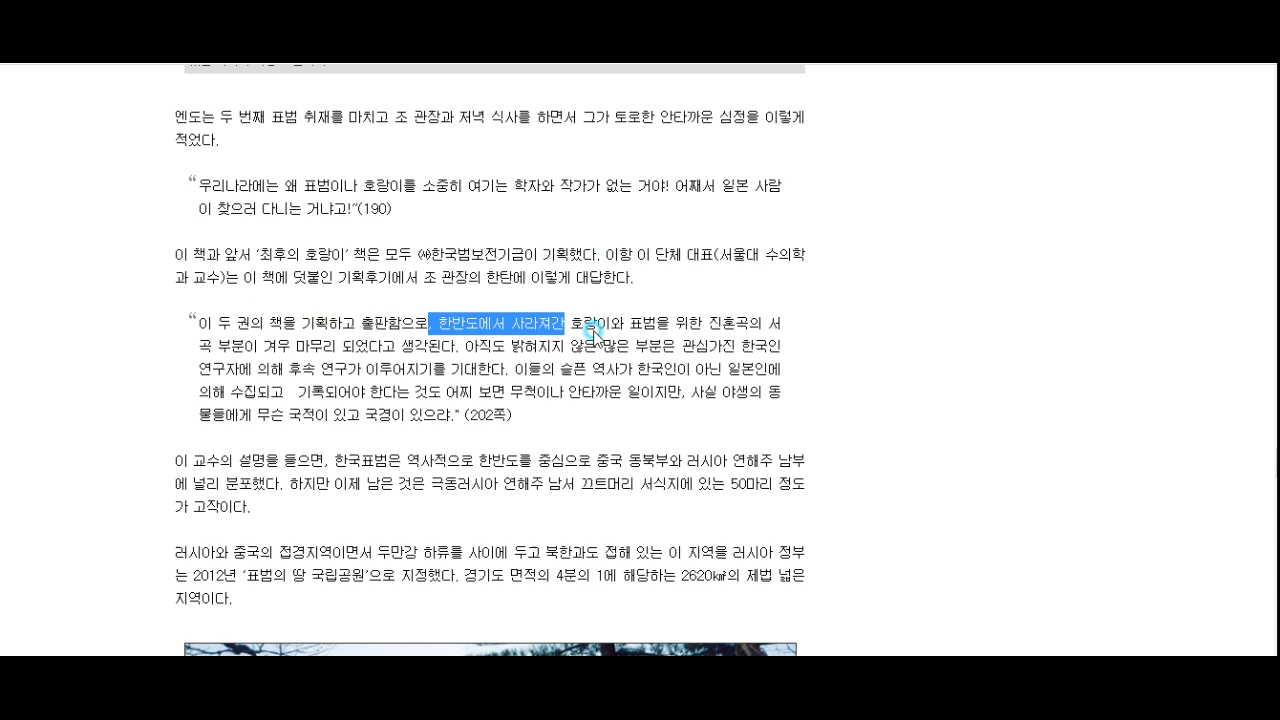 엔도는 두 번째 표범 취재를 마치고 조 관장과 저녁 식사를 하면서 그가 토로한 안타까운 심정을 이렇게
적었다.
“우리나라에는 왜 표범이나 호랑이를 소중히 여기는 학자와 작가가 없는 거야! 어째서 일본 사람
이 찾으러 다니는 거냐고!”(190)
이 책과 앞서 ‘최후의 호랑이’ 책은 모두 ㈔한국범보전기금이 기획했다. 이항 이 단체 대표(서울대 수의학
과 교수)는 이 책에 덧붙인 기획후기에서 조 관장의 한탄에 이렇게 대답한다.
“이 두 권의 책을 기획하고 출판함으로, 한반도에서 사라져간 호랑이와 표범을 위한 진혼곡의 서
곡 부분이 겨우 마무리 되었다고 생각된다. 아직도 밝혀지지 않은 많은 부분은 관심가진 한국인
연구자에 의해 후속 연구가 이루어지기를 기대한다. 이들의 슬픈 역사가 한국인이 아닌 일본인에
의해 수집되고 기록되어야 한다는 것도 어찌 보면 무척이나 안타까운 일이지만, 사실 야생의 동
물들에게 무슨 국적이 있고 국경이 있으랴." (202쪽)
이 교수의 설명을 들으면, 한국표범은 역사적으로 한반도를 중심으로 중국 동북부와 러시아 연해주 남부
에 널리 분포했다. 하지만 이제 남은 것은 극동러시아 연해주 남서 끄트머리 서식지에 있는 50마리 정도
가 고작이다.
러시아와 중국의 접경지역이면서 두만강 하류를 사이에 두고 북한과도 접해 있는 이 지역을 러시아 정부
는 2012년 ‘표범의 땅 국립공원’으로 지정했다. 경기도 면적의 4분의 1에 해당하는 2620㎢의 제법 넓은
지역이다.